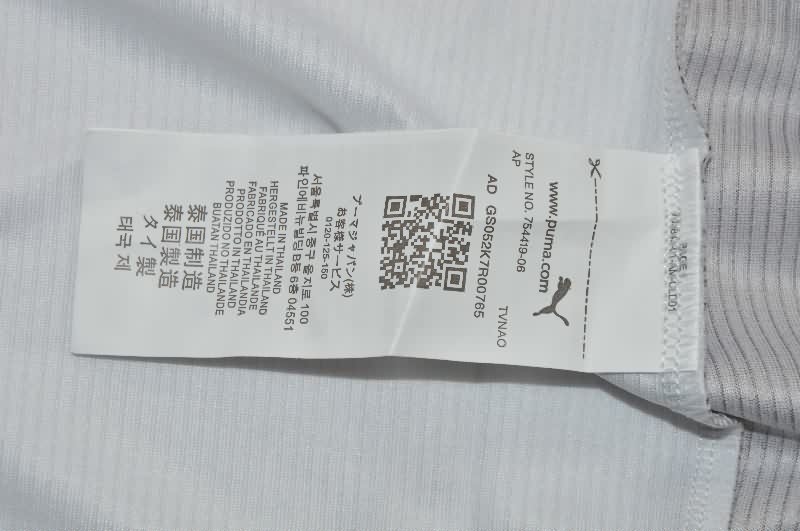 www.puma.com
STYLE NO. 754419-06
AP
TVNAO
AD GS052K7R00765
プーマジャパン(株)
お客様サービス
0120-125-150
서울특별시 중구 을지로 100
파인에비뉴빌딩 B동 6층 04551
MADE IN THAILAND
HERGESTELLT IN THAILAND
FABRIQUÉ AU THAILANDE
FABRICADO EN THAILANDIA
PRODOTTO IN THAILANDIA
PRODUZIDO NO THAILANDE
BUATAN THAILAND
泰国制造
泰国製造
タイ製
태국 제